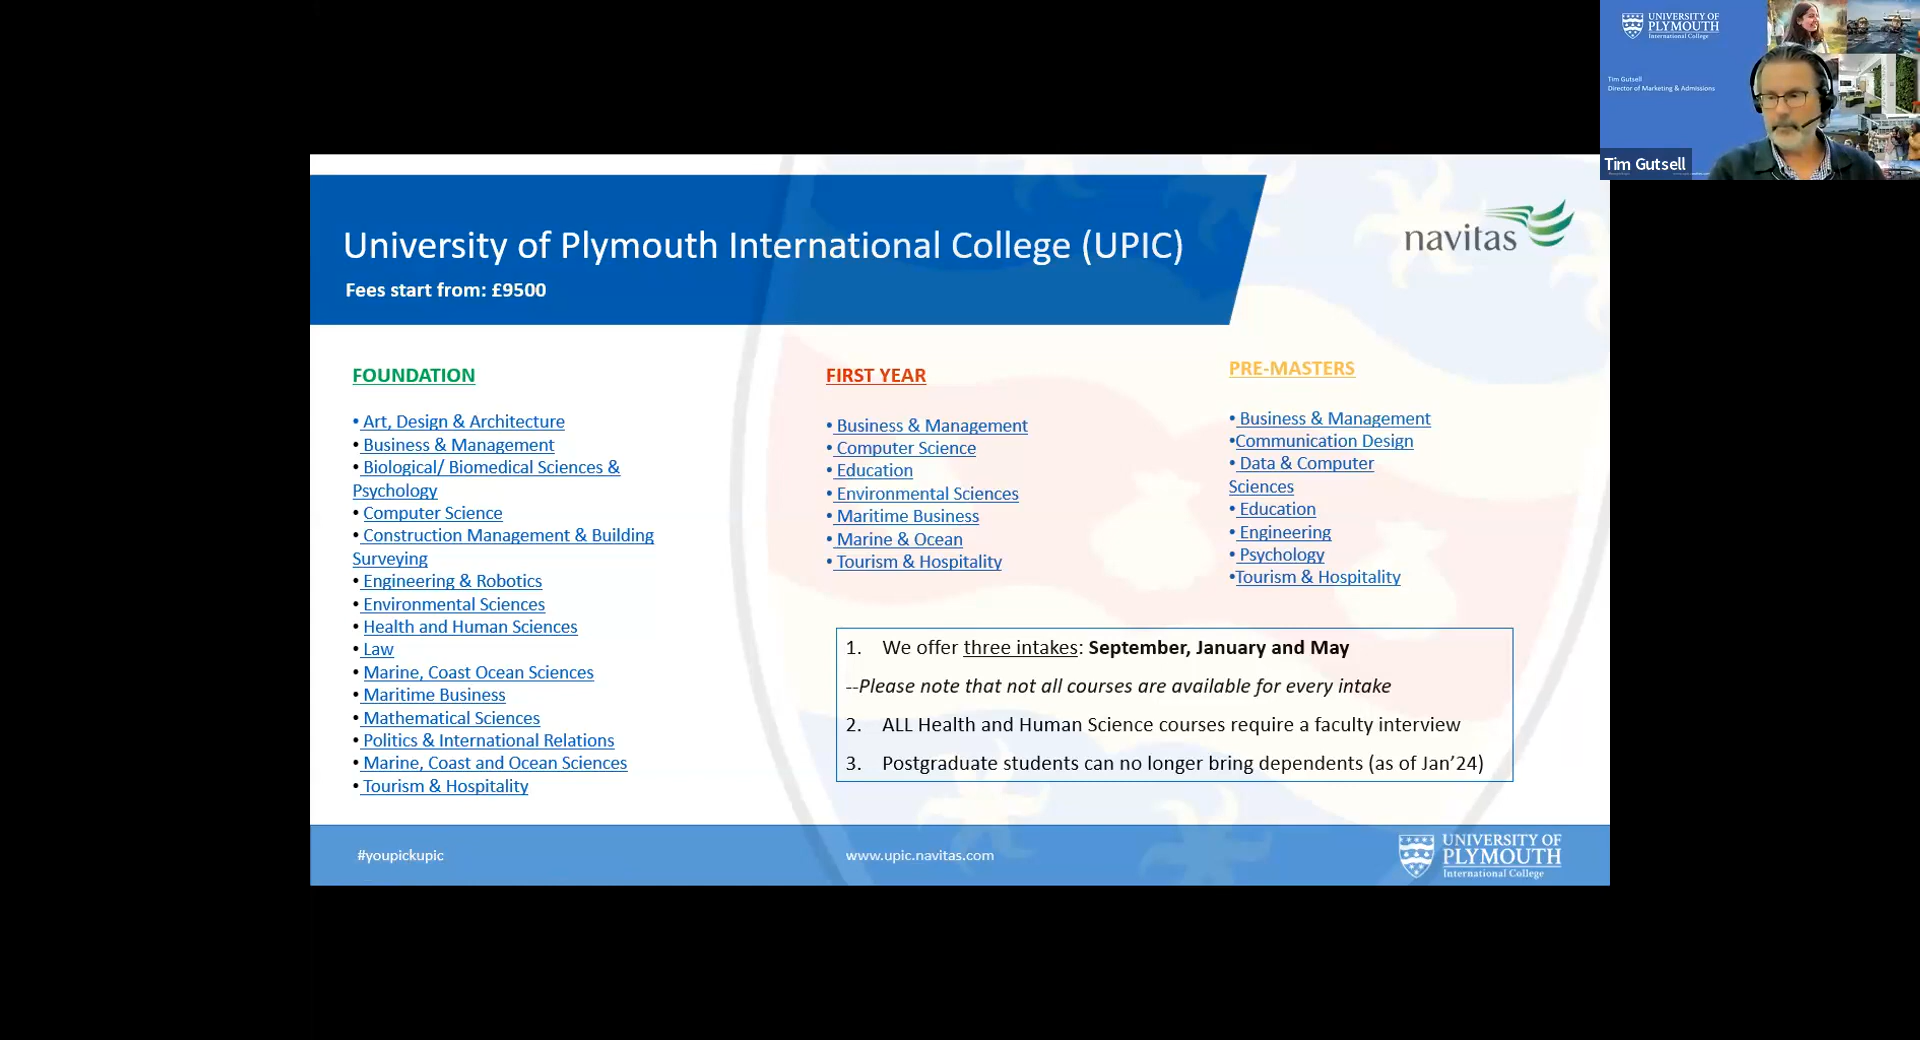 UNIVERSITY OF
PLYMOUTH
International College
Tim Gutsell
Director of Marketing & Admissions
Tim Gutsell
navitas
University of Plymouth International College (UPIC)
Fees start from: £9500
FOUNDATION
• Art, Design & Architecture
• Business & Management
• Biological/ Biomedical Sciences &
Psychology
• Computer Science
• Construction Management & Building
Surveying
• Engineering & Robotics
• Environmental Sciences
• Health and Human Sciences
• Law
• Marine, Coast Ocean Sciences
• Maritime Business
• Mathematical Sciences
• Politics & International Relations
• Marine, Coast and Ocean Sciences
• Tourism & Hospitality
FIRST YEAR
• Business & Management
• Computer Science
• Education
• Environmental Sciences
• Maritime Business
• Marine & Ocean
• Tourism & Hospitality
PRE-MASTERS
• Business & Management
•Communication Design
• Data & Computer
Sciences
• Education
• Engineering
• Psychology
•Tourism & Hospitality
1. We offer three intakes: September, January and May
--Please note that not all courses are available for every intake
2. ALL Health and Human Science courses require a faculty interview
3. Postgraduate students can no longer bring dependents (as of Jan’24)
#youpickupic
www.upic.navitas.com
UNIVERSITY OF
PLYMOUTH
International College